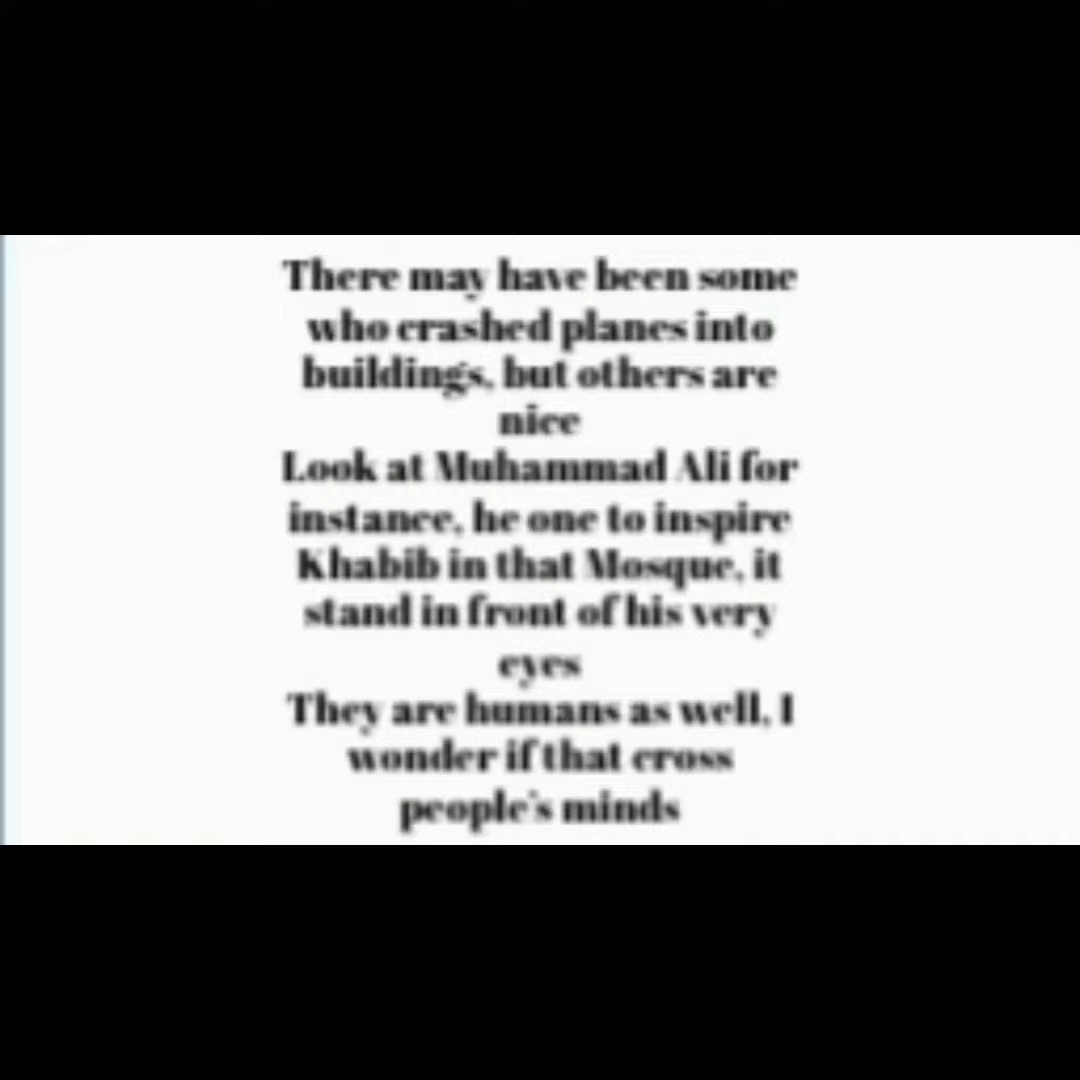 There may have been some
who crashed planes into
buildings, but others are
nice
Look at Muhammad Ali for
instance, he one to inspire
Khabib in that Mosque, it
stand in front of his very
eyes
They are humans as well, I
wonder if that cross
people's minds